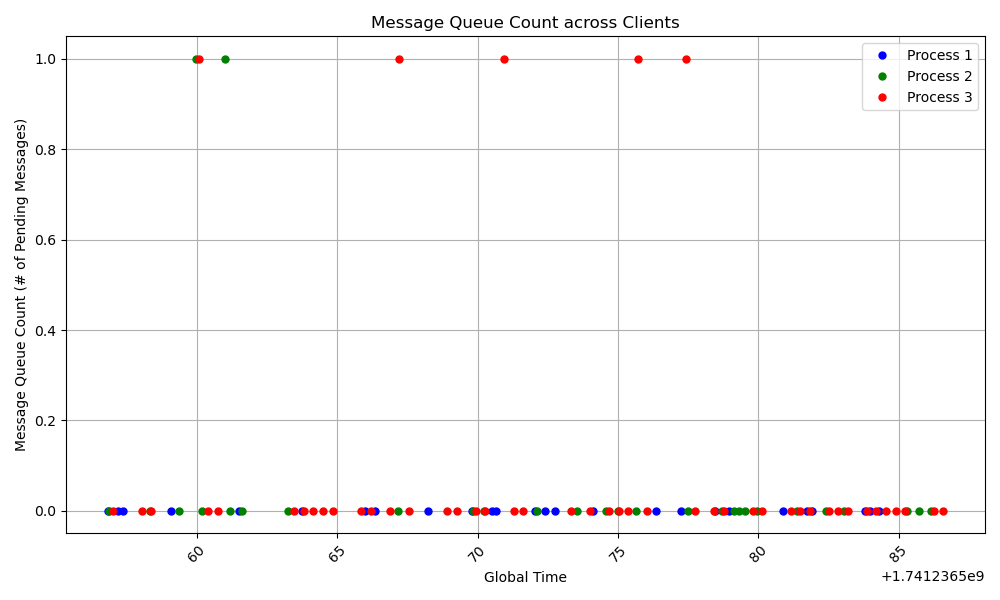 Message Queue Count across Clients
Process 1
Process 2
Process 3
Message Queue Count (# of Pending Messages)
1.0
0.8
0.6
0.4
0.2
0.0
60
65
70
75
80
85
Global Time
+1.7412365e9